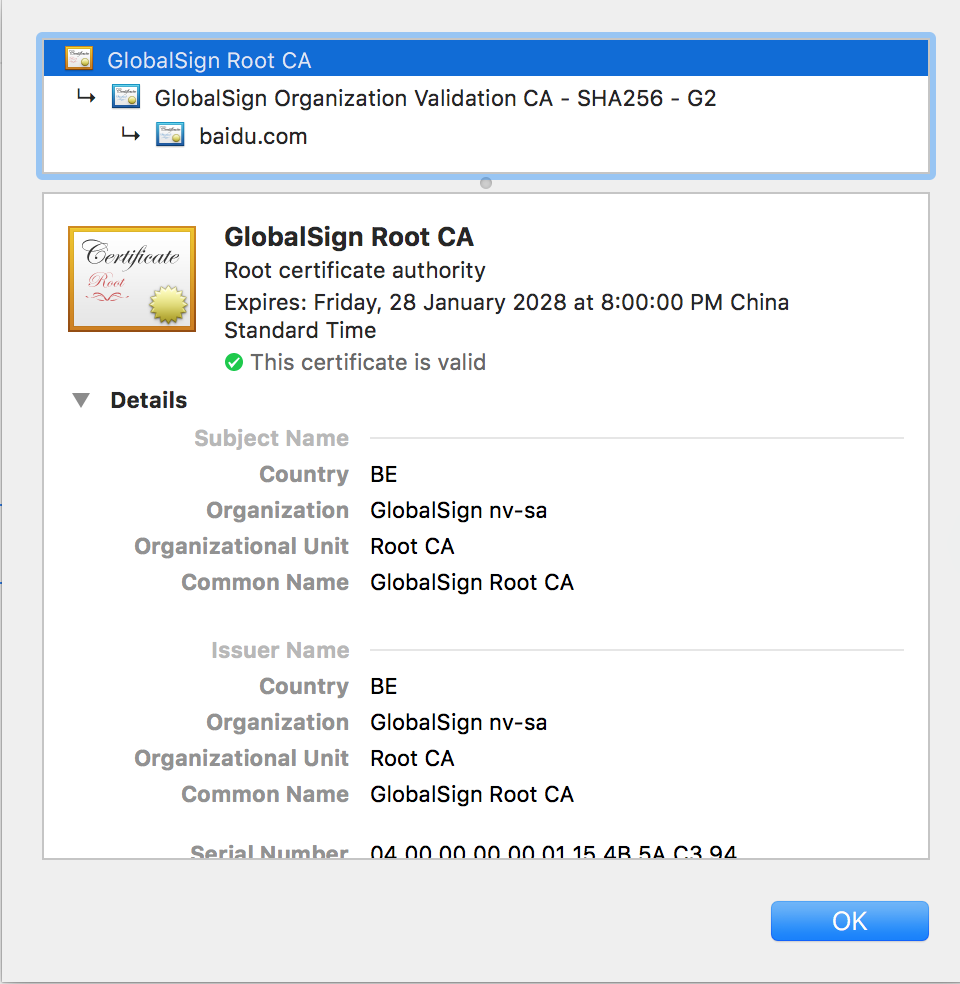 GlobalSign Root CA
GlobalSign Organization Validation CA - SHA256 - G2
baidu.com
Certificate
Root
GlobalSign Root CA
Root certificate authority
Expires: Friday, 28 January 2028 at 8:00:00 PM China
Standard Time
This certificate is valid
Details
Subject Name
Country BE
Organization GlobalSign nv-sa
Organizational Unit Root CA
Common Name GlobalSign Root CA
Issuer Name
Country BE
Organization GlobalSign nv-sa
Organizational Unit Root CA
Common Name GlobalSign Root CA
Serial Number 04 00 00 00 00 01 15 4B 5A C3 94
OK